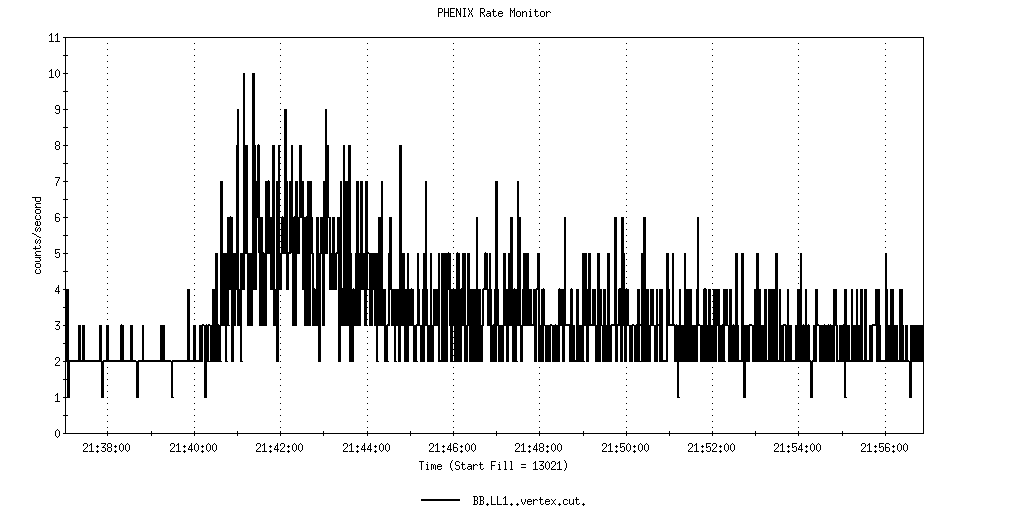 PHENIX Rate Monitor
11
10
9
8
7
6
5
4
3
2
1
0
counts/second
21:38:00 21:40:00 21:42:00 21:44:00 21:46:00 21:48:00 21:50:00 21:52:00 21:54:00 21:56:00
Time (Start Fill = 13021)
BB.LL1..vertex.cut.